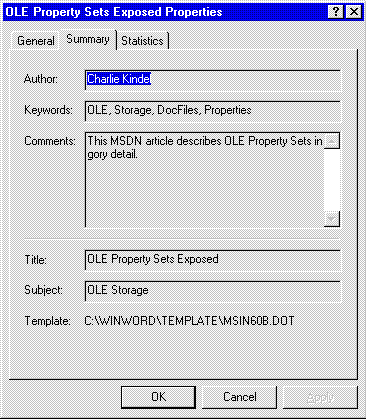 OLE Property Sets Exposed Properties
General Summary Statistics
Author: Charlie Kindel
Keywords: OLE, Storage, DocFiles, Properties
Comments: This MSDN article describes OLE Property Sets in
gory detail.
Title: OLE Property Sets Exposed
Subject: OLE Storage
Template: C:\WINWORD\TEMPLATE\MSIN60B.DOT
OK Cancel Apply